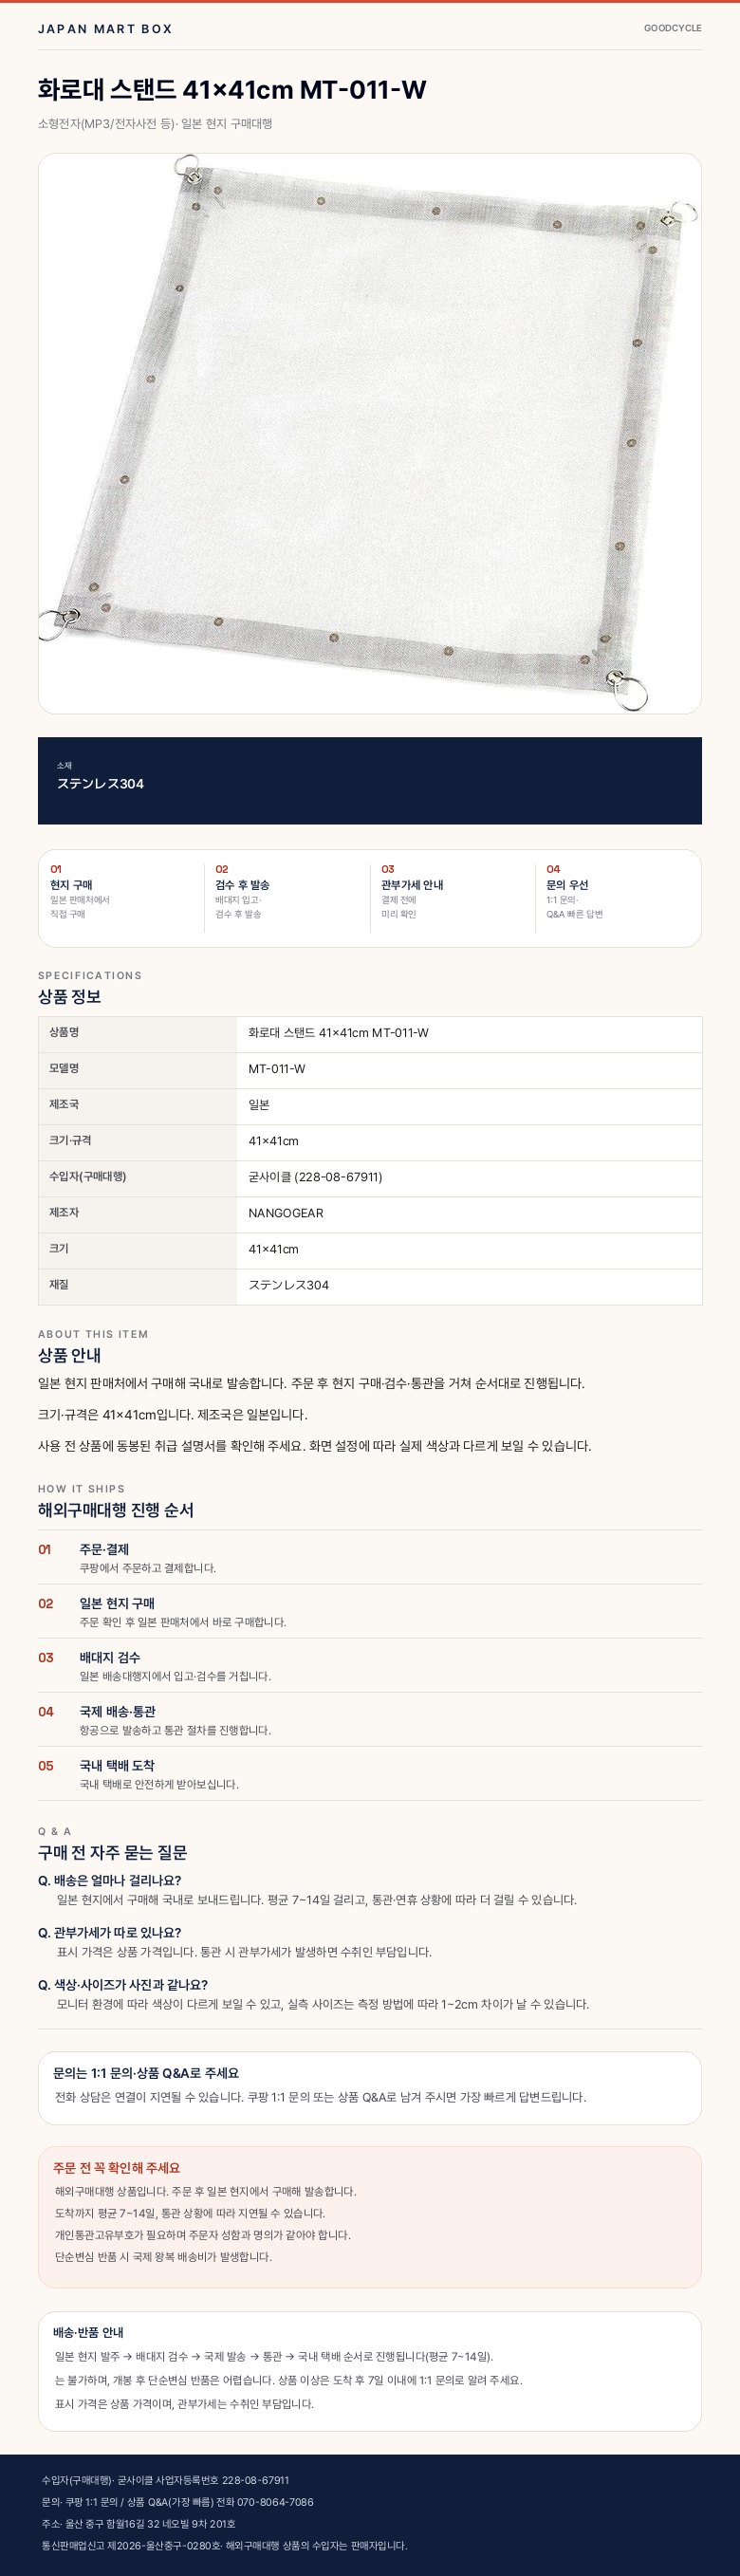 JAPAN MART BOX
GOODCYCLE
화로대 스탠드 41×41cm MT-011-W
소형전자(MP3/전자사전 등)· 일본 현지 구매대행
소재
ステンレス304
01
현지 구매
일본 판매처에서
직접 구매
02
검수 후 발송
배대지 입고·
검수 후 발송
03
관부가세 안내
결제 전에
미리 확인
04
문의 우선
1:1 문의·
Q&A 빠른 답변
SPECIFICATIONS
상품 정보
상품명 화로대 스탠드 41×41cm MT-011-W
모델명 MT-011-W
제조국 일본
크기·규격 41×41cm
수입자(구매대행) 굳사이클 (228-08-67911)
제조자 NANGOGEAR
크기 41×41cm
재질 ステンレス304
ABOUT THIS ITEM
상품 안내
일본 현지 판매처에서 구매해 국내로 발송합니다. 주문 후 현지 구매·검수·통관을 거쳐 순서대로 진행됩니다.
크기·규격은 41×41cm입니다. 제조국은 일본입니다.
사용 전 상품에 동봉된 취급 설명서를 확인해 주세요. 화면 설정에 따라 실제 색상과 다르게 보일 수 있습니다.
HOW IT SHIPS
해외구매대행 진행 순서
01 주문·결제
쿠팡에서 주문하고 결제합니다.
02 일본 현지 구매
주문 확인 후 일본 판매처에서 바로 구매합니다.
03 배대지 검수
일본 배송대행지에서 입고·검수를 거칩니다.
04 국제 배송·통관
항공으로 발송하고 통관 절차를 진행합니다.
05 국내 택배 도착
국내 택배로 안전하게 받아보십니다.
Q & A
구매 전 자주 묻는 질문
Q. 배송은 얼마나 걸리나요?
일본 현지에서 구매해 국내로 보내드립니다. 평균 7~14일 걸리고, 통관·연휴 상황에 따라 더 걸릴 수 있습니다.
Q. 관부가세가 따로 있나요?
표시 가격은 상품 가격입니다. 통관 시 관부가세가 발생하면 수취인 부담입니다.
Q. 색상·사이즈가 사진과 같나요?
모니터 환경에 따라 색상이 다르게 보일 수 있고, 실측 사이즈는 측정 방법에 따라 1~2cm 차이가 날 수 있습니다.
문의는 1:1 문의·상품 Q&A로 주세요
전화 상담은 연결이 지연될 수 있습니다. 쿠팡 1:1 문의 또는 상품 Q&A로 남겨 주시면 가장 빠르게 답변드립니다.
주문 전 꼭 확인해 주세요
해외구매대행 상품입니다. 주문 후 일본 현지에서 구매해 발송합니다.
도착까지 평균 7~14일, 통관 상황에 따라 지연될 수 있습니다.
개인통관고유부호가 필요하며 주문자 성함과 명의가 같아야 합니다.
단순변심 반품 시 국제 왕복 배송비가 발생합니다.
배송·반품 안내
일본 현지 발주 → 배대지 검수 → 국제 발송 → 통관 → 국내 택배 순서로 진행됩니다(평균 7~14일).
는 불가하며, 개봉 후 단순변심 반품은 어렵습니다. 상품 이상은 도착 후 7일 이내에 1:1 문의로 알려 주세요.
표시 가격은 상품 가격이며, 관부가세는 수취인 부담입니다.
수입자(구매대행)· 굳사이클 사업자등록번호 228-08-67911
문의· 쿠팡 1:1 문의 / 상품 Q&A(가장 빠름) 전화 070-8064-7086
주소· 울산 중구 함월16길 32 네오빌 9차 201호
통신판매업신고 제2026-울산중구-0280호· 해외구매대행 상품의 수입자는 판매자입니다.